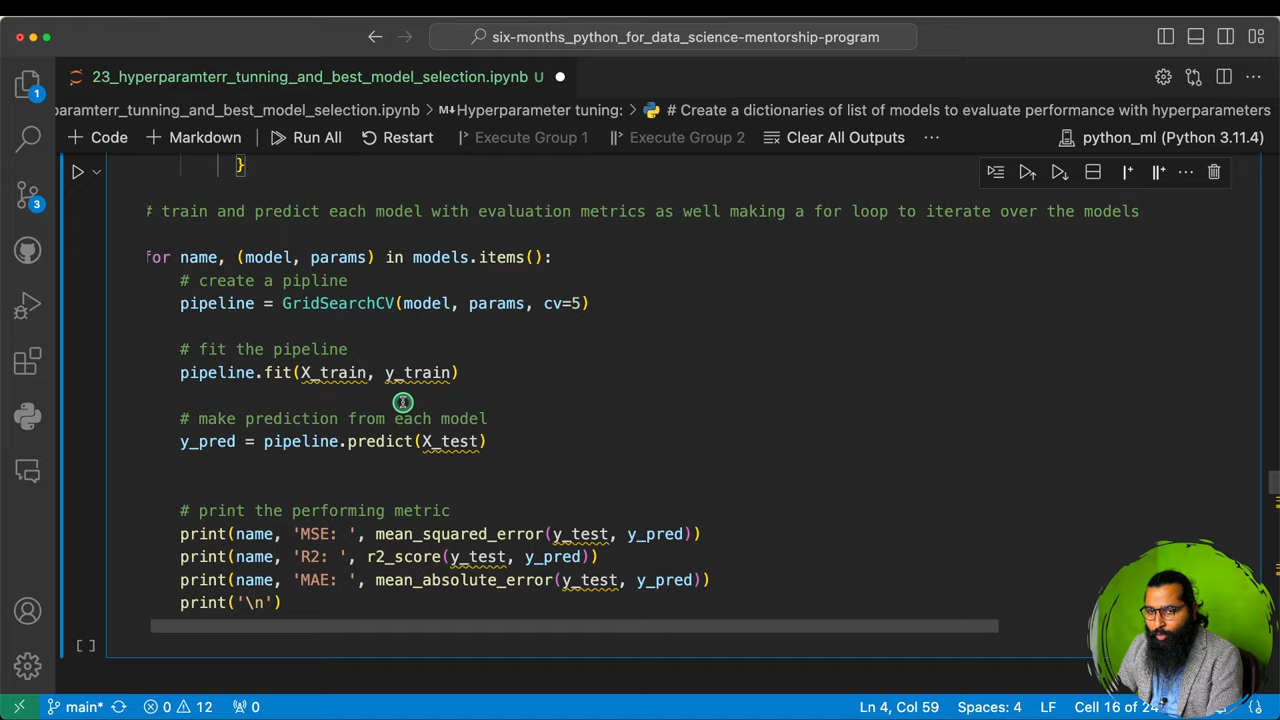 six-months_python_for_data_science-mentorship-program
23_hyperparamterr_tunning_and_best_model_selection.ipynb U
paramterr_tunning_and_best_model_selection.ipynb > M↓Hyperparameter tuning: > # Create a dictionaries of list of models to evaluate performance with hyperparameters
+ Code + Markdown Run All Restart Execute Group 1 Execute Group 2 Clear All Outputs ... python_ml (Python 3.11.4)
1
3
}
# train and predict each model with evaluation metrics as well making a for loop to iterate over the models
for name, (model, params) in models.items():
# create a pipline
pipeline = GridSearchCV(model, params, cv=5)
# fit the pipeline
pipeline.fit(X_train, y_train)
# make prediction from each model
y_pred = pipeline.predict(X_test)
# print the performing metric
print(name, 'MSE: ', mean_squared_error(y_test, y_pred))
print(name, 'R2: ', r2_score(y_test, y_pred))
print(name, 'MAE: ', mean_absolute_error(y_test, y_pred))
print('\n')
[ ]
main* 0 12 0 Ln 4, Col 59 Spaces: 4 LF Cell 16 of 24